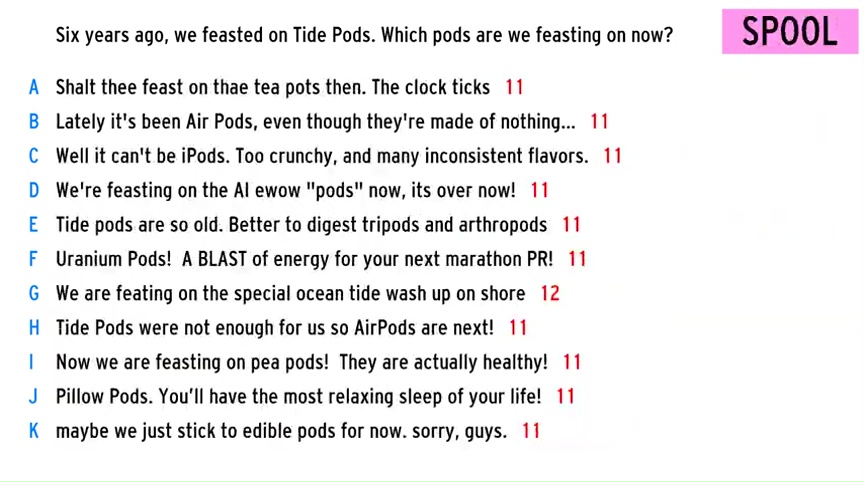 Six years ago, we feasted on Tide Pods. Which pods are we feasting on now?
SPOOL
A Shalt thee feast on thae tea pots then. The clock ticks 11
B Lately it's been Air Pods, even though they're made of nothing... 11
C Well it can't be iPods. Too crunchy, and many inconsistent flavors. 11
D We're feasting on the AI ewow "pods" now, its over now! 11
E Tide pods are so old. Better to digest tripods and arthropods 11
F Uranium Pods! A BLAST of energy for your next marathon PR! 11
G We are feating on the special ocean tide wash up on shore 12
H Tide Pods were not enough for us so AirPods are next! 11
I Now we are feasting on pea pods! They are actually healthy! 11
J Pillow Pods. You’ll have the most relaxing sleep of your life! 11
K maybe we just stick to edible pods for now. sorry, guys. 11